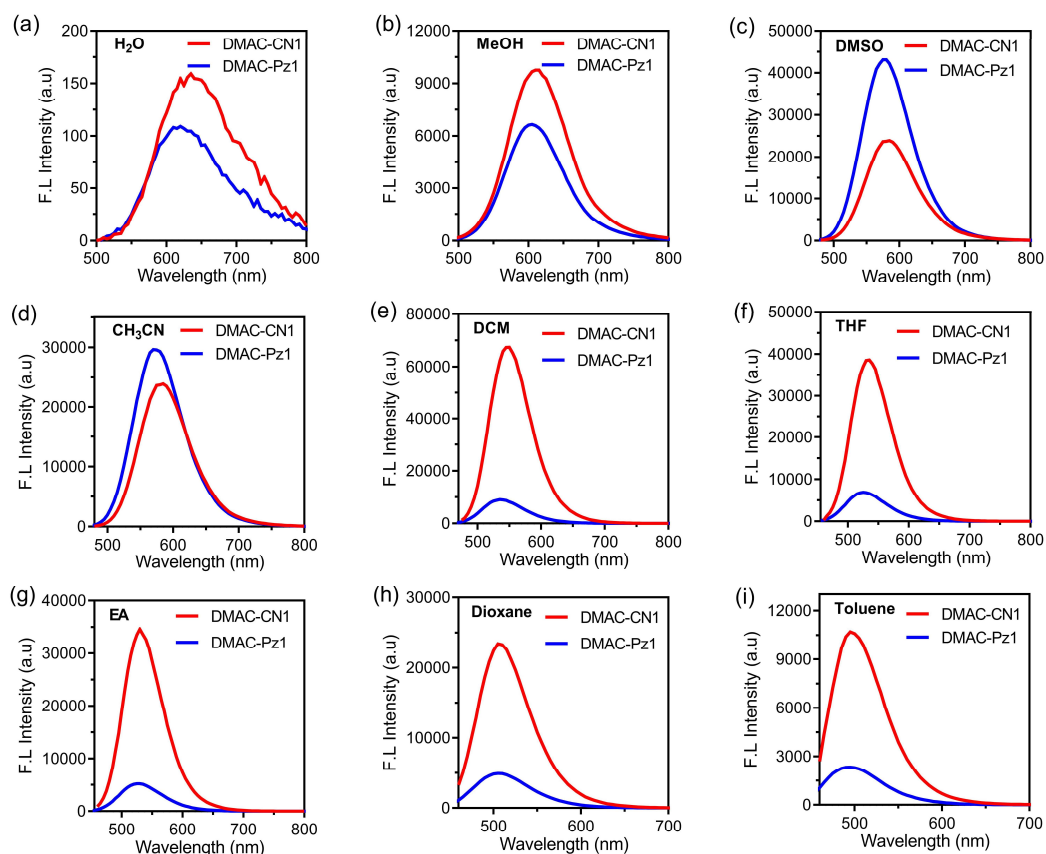 (a)
H2O
DMAC-CN1
DMAC-Pz1
F.L Intensity (a.u)
200
150
100
50
0
500 600 700 800
Wavelength (nm)
(b)
MeOH
DMAC-CN1
DMAC-Pz1
F.L Intensity (a.u)
12000
9000
6000
3000
0
500 600 700 800
Wavelength (nm)
(c)
DMSO
DMAC-CN1
DMAC-Pz1
F.L Intensity (a.u)
50000
40000
30000
20000
10000
0
500 600 700 800
Wavelength (nm)
(d)
CH3CN
DMAC-CN1
DMAC-Pz1
F.L Intensity (a.u)
30000
20000
10000
0
500 600 700 800
Wavelength (nm)
(e)
DCM
DMAC-CN1
DMAC-Pz1
F.L Intensity (a.u)
80000
60000
40000
20000
0
500 600 700 800
Wavelength (nm)
(f)
THF
DMAC-CN1
DMAC-Pz1
F.L Intensity (a.u)
50000
40000
30000
20000
10000
0
500 600 700 800
Wavelength (nm)
(g)
EA
DMAC-CN1
DMAC-Pz1
F.L Intensity (a.u)
40000
30000
20000
10000
0
500 600 700 800
Wavelength (nm)
(h)
Dioxane
DMAC-CN1
DMAC-Pz1
F.L Intensity (a.u)
30000
20000
10000
0
500 600 700
Wavelength (nm)
(i)
Toluene
DMAC-CN1
DMAC-Pz1
F.L Intensity (a.u)
12000
9000
6000
3000
0
500 600 700
Wavelength (nm)